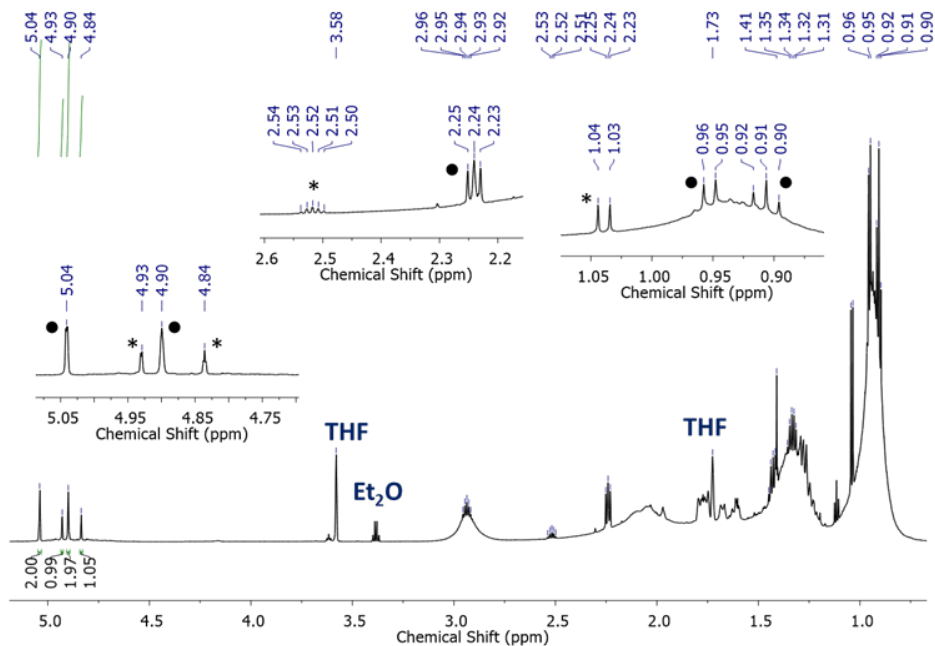 5.04 4.93 4.90 4.84 3.58 2.96 2.95 2.94 2.93 2.92 2.53 2.52 2.51 2.25 2.24 2.23 1.73 1.41 1.35 1.34 1.32 1.31 0.96 0.95 0.92 0.91 0.90
2.54 2.53 2.52 2.51 2.50 2.25 2.24 2.23
*
2.6 2.5 2.4 2.3 2.2
Chemical Shift (ppm)
1.04 1.03 0.96 0.95 0.92 0.91 0.90
*
1.05 1.00 0.95 0.90
Chemical Shift (ppm)
5.04 4.93 4.90 4.84
* *
5.05 4.95 4.85 4.75
Chemical Shift (ppm)
THF
Et₂O
THF
2.00 0.99 1.97 1.05
5.0 4.5 4.0 3.5 3.0 2.5 2.0 1.5 1.0
Chemical Shift (ppm)